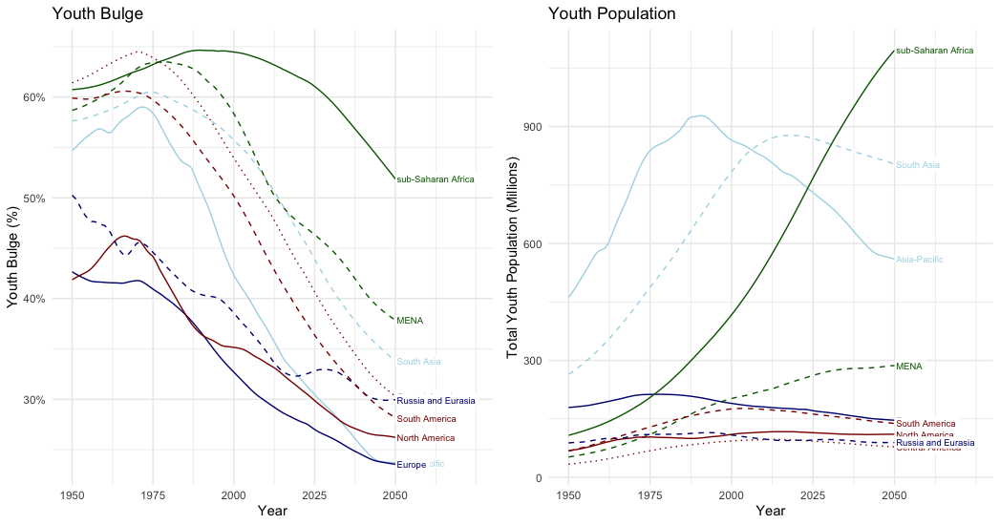 Youth Bulge
Youth Bulge (%)
60%
50%
40%
30%
sub-Saharan Africa
MENA
South Asia
Russia and Eurasia
South America
North America
Europe
cific
1950 1975 2000 2025 2050
Year
Youth Population
Total Youth Population (Millions)
900
600
300
0
sub-Saharan Africa
South Asia
Asia-Pacific
MENA
South America
North America
Russia and Eurasia
Central America
1950 1975 2000 2025 2050
Year